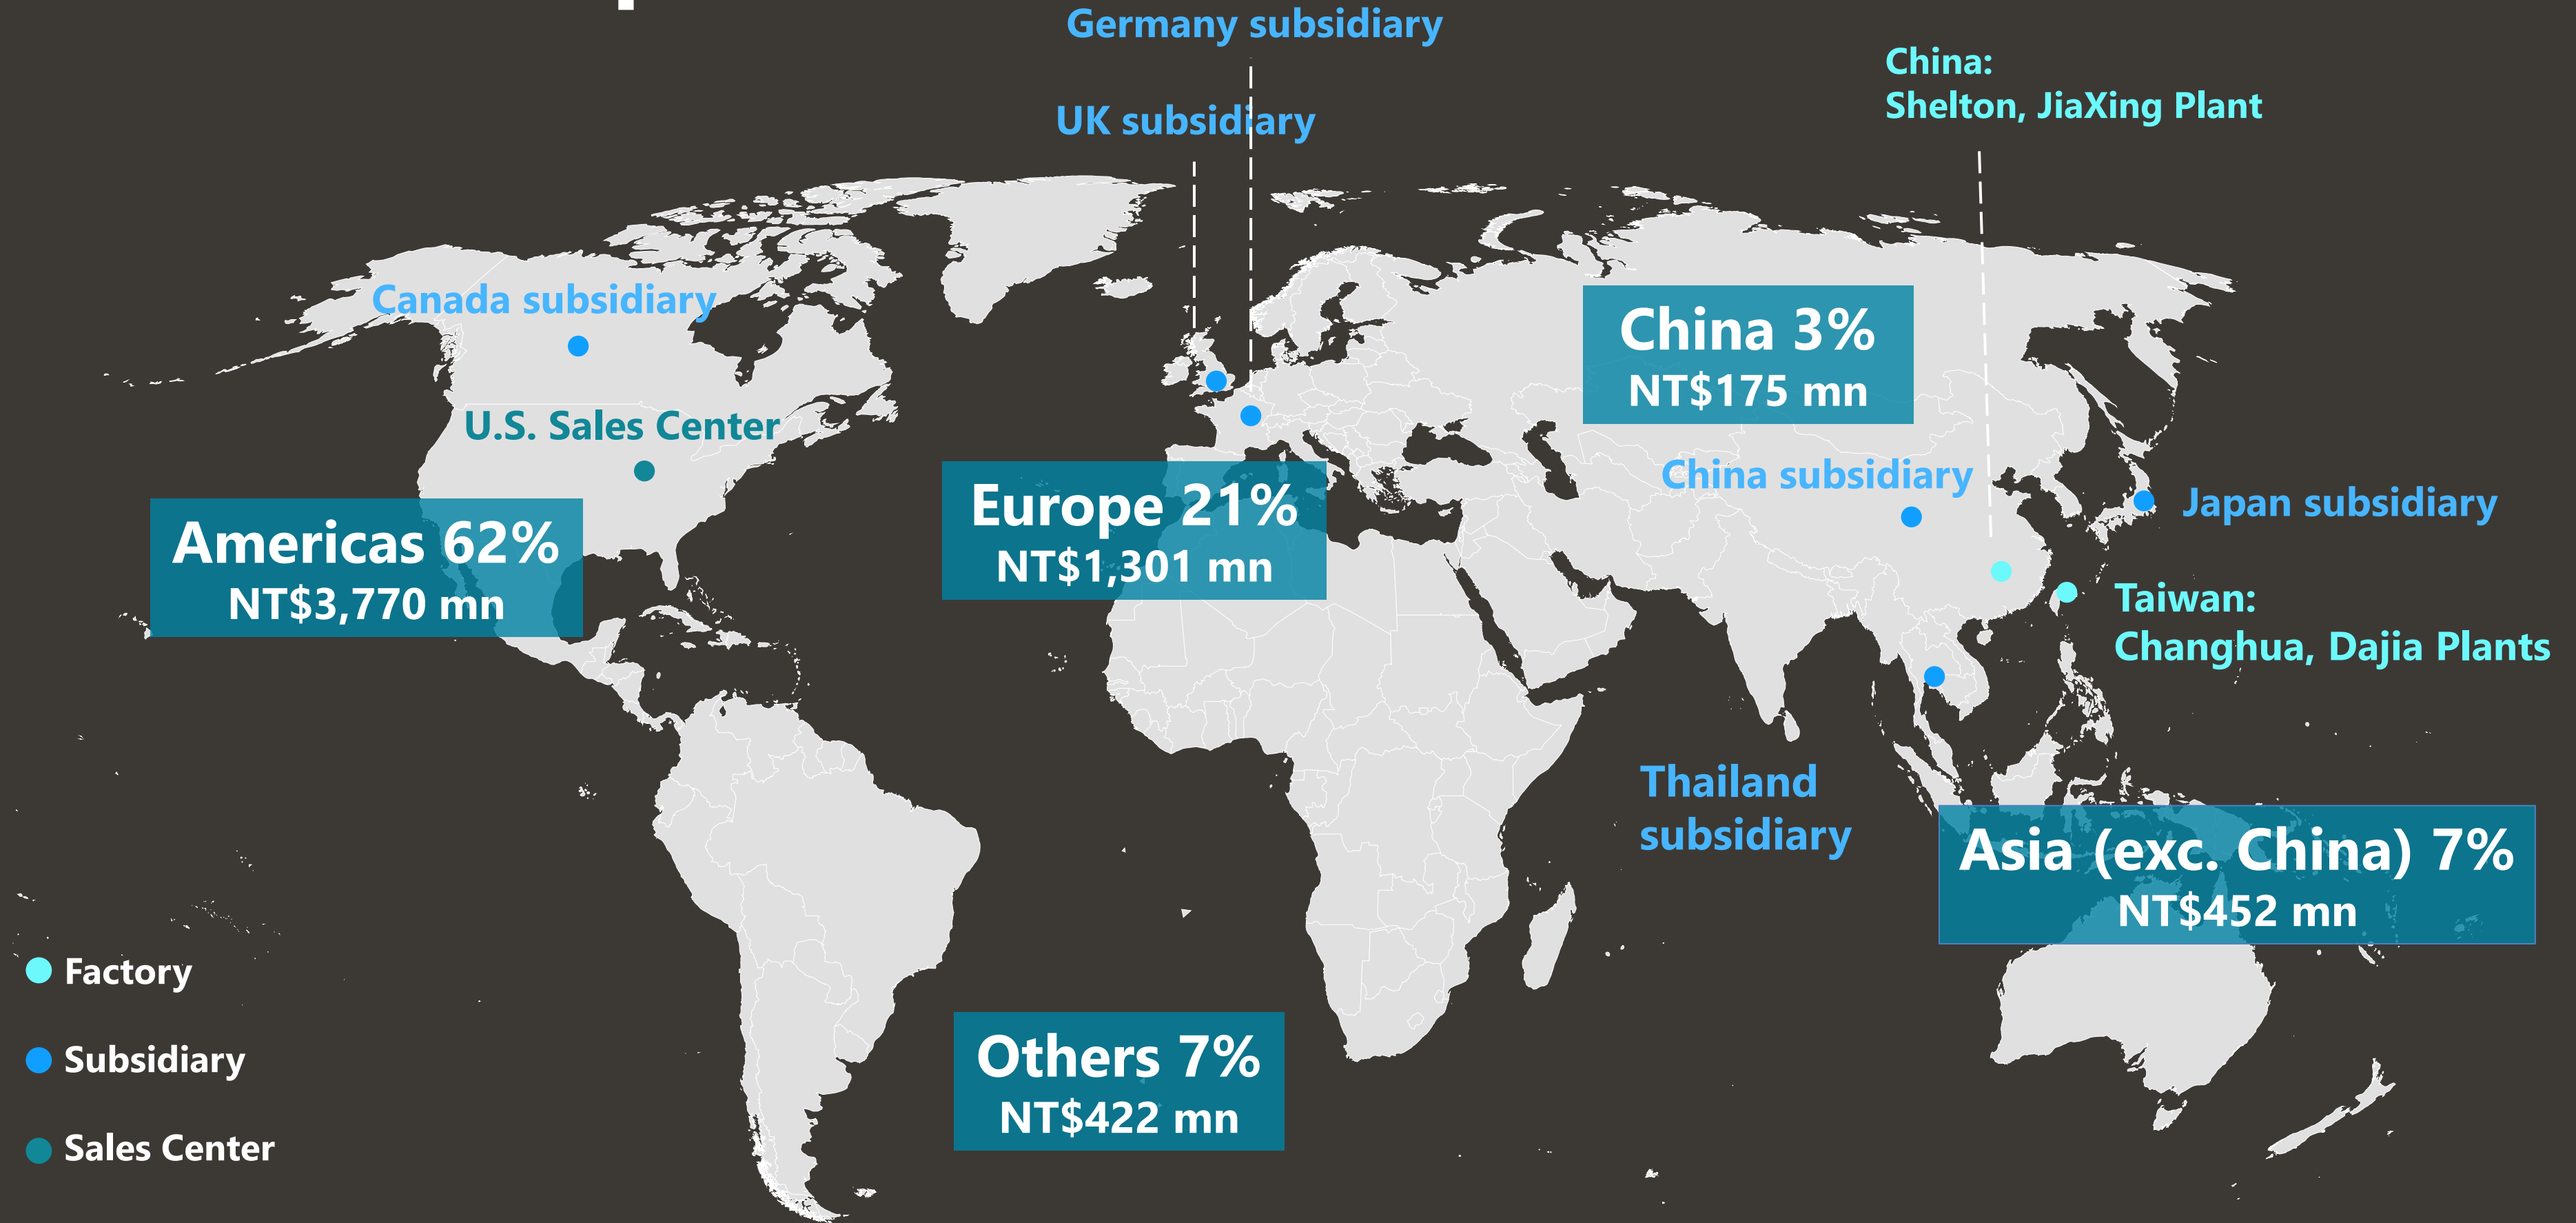 Germany subsidiary
UK subsidiary
China:
Shelton, JiaXing Plant
Canada subsidiary
U.S. Sales Center
Americas 62%
NT$3,770 mn
Europe 21%
NT$1,301 mn
China 3%
NT$175 mn
China subsidiary
Japan subsidiary
Taiwan:
Changhua, Dajia Plants
Thailand
subsidiary
Asia (exc. China) 7%
NT$452 mn
Others 7%
NT$422 mn
Factory
Subsidiary
Sales Center